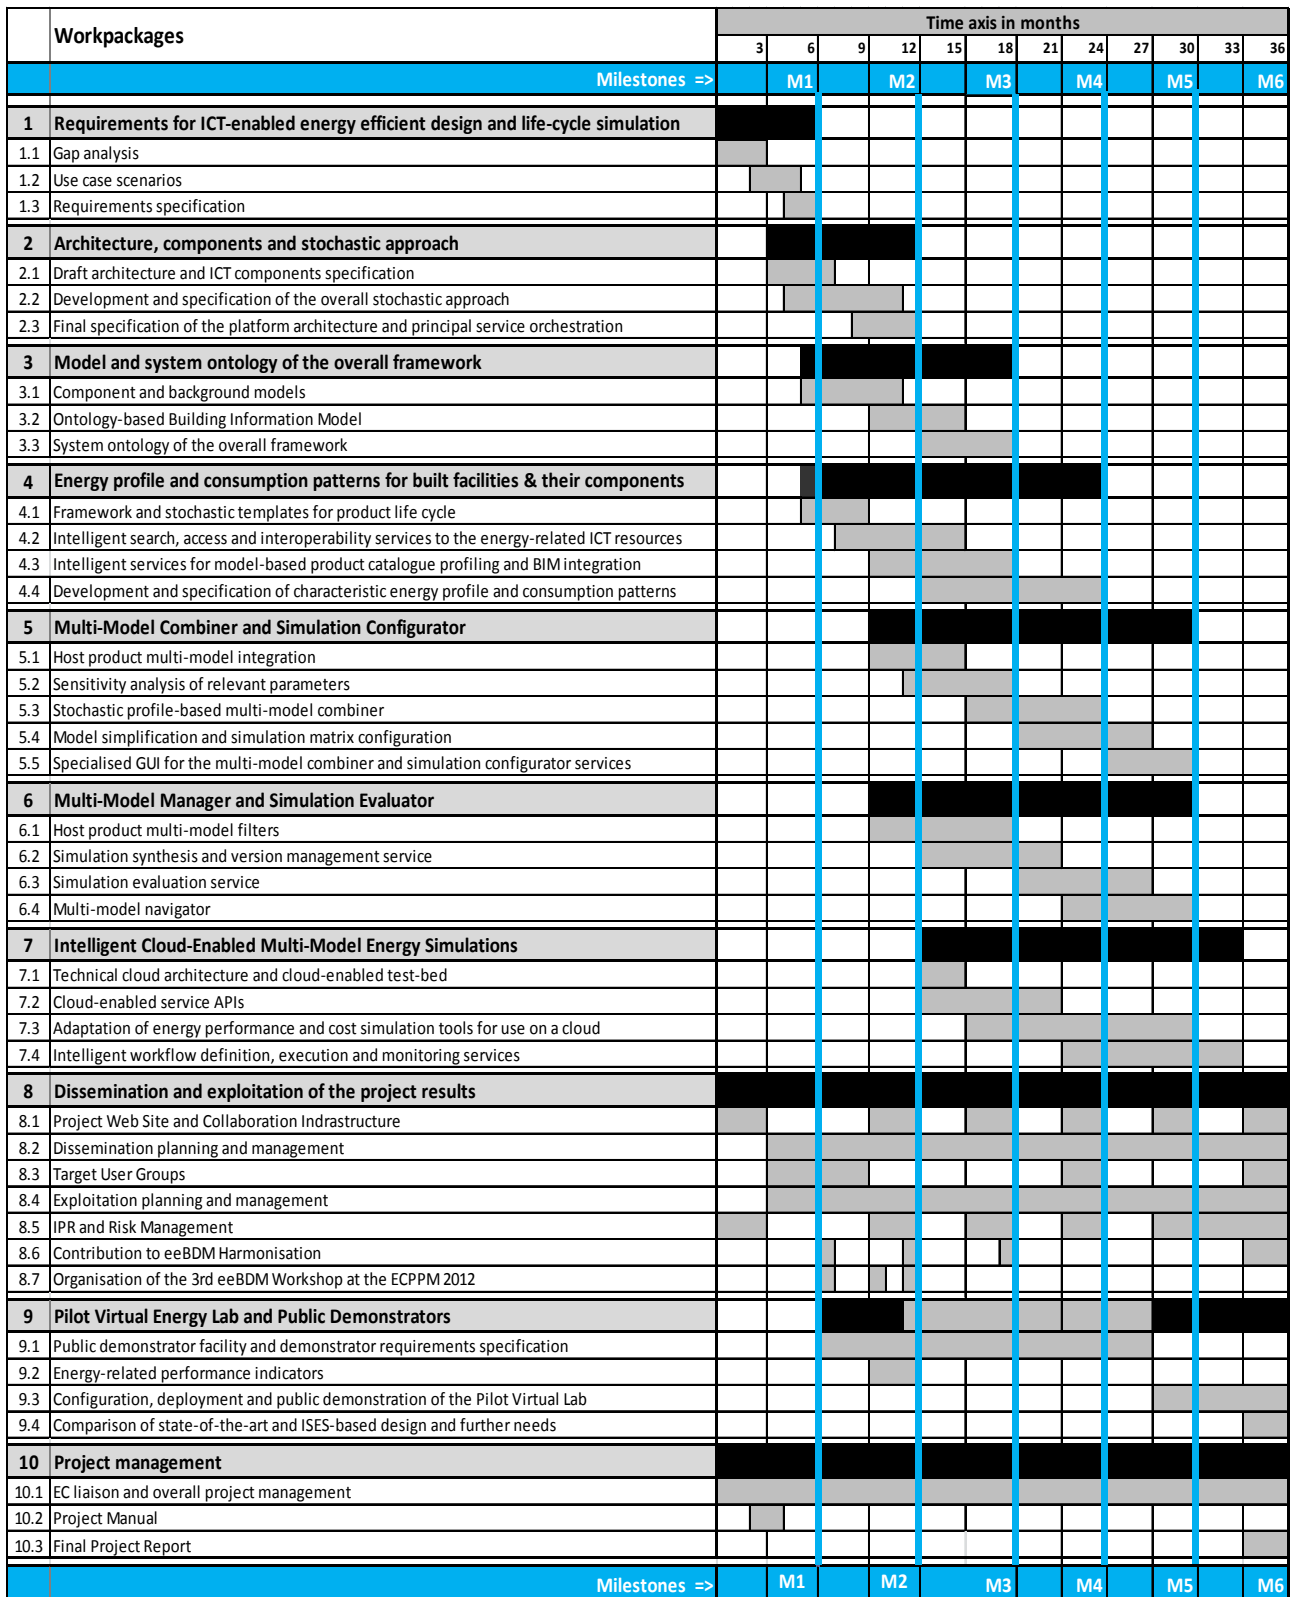 Workpackages
Time axis in months
3 6 9 12 15 18 21 24 27 30 33 36
Milestones => M1 M2 M3 M4 M5 M6
1 Requirements for ICT-enabled energy efficient design and life-cycle simulation
1.1 Gap analysis
1.2 Use case scenarios
1.3 Requirements specification
2 Architecture, components and stochastic approach
2.1 Draft architecture and ICT components specification
2.2 Development and specification of the overall stochastic approach
2.3 Final specification of the platform architecture and principal service orchestration
3 Model and system ontology of the overall framework
3.1 Component and background models
3.2 Ontology-based Building Information Model
3.3 System ontology of the overall framework
4 Energy profile and consumption patterns for built facilities & their components
4.1 Framework and stochastic templates for product life cycle
4.2 Intelligent search, access and interoperability services to the energy-related ICT resources
4.3 Intelligent services for model-based product catalogue profiling and BIM integration
4.4 Development and specification of characteristic energy profile and consumption patterns
5 Multi-Model Combiner and Simulation Configurator
5.1 Host product multi-model integration
5.2 Sensitivity analysis of relevant parameters
5.3 Stochastic profile-based multi-model combiner
5.4 Model simplification and simulation matrix configuration
5.5 Specialised GUI for the multi-model combiner and simulation configurator services
6 Multi-Model Manager and Simulation Evaluator
6.1 Host product multi-model filters
6.2 Simulation synthesis and version management service
6.3 Simulation evaluation service
6.4 Multi-model navigator
7 Intelligent Cloud-Enabled Multi-Model Energy Simulations
7.1 Technical cloud architecture and cloud-enabled test-bed
7.2 Cloud-enabled service APIs
7.3 Adaptation of energy performance and cost simulation tools for use on a cloud
7.4 Intelligent workflow definition, execution and monitoring services
8 Dissemination and exploitation of the project results
8.1 Project Web Site and Collaboration Indrastructure
8.2 Dissemination planning and management
8.3 Target User Groups
8.4 Exploitation planning and management
8.5 IPR and Risk Management
8.6 Contribution to eeBDM Harmonisation
8.7 Organisation of the 3rd eeBDM Workshop at the ECPPM 2012
9 Pilot Virtual Energy Lab and Public Demonstrators
9.1 Public demonstrator facility and demonstrator requirements specification
9.2 Energy-related performance indicators
9.3 Configuration, deployment and public demonstration of the Pilot Virtual Lab
9.4 Comparison of state-of-the-art and ISES-based design and further needs
10 Project management
10.1 EC liaison and overall project management
10.2 Project Manual
10.3 Final Project Report
Milestones => M1 M2 M3 M4 M5 M6